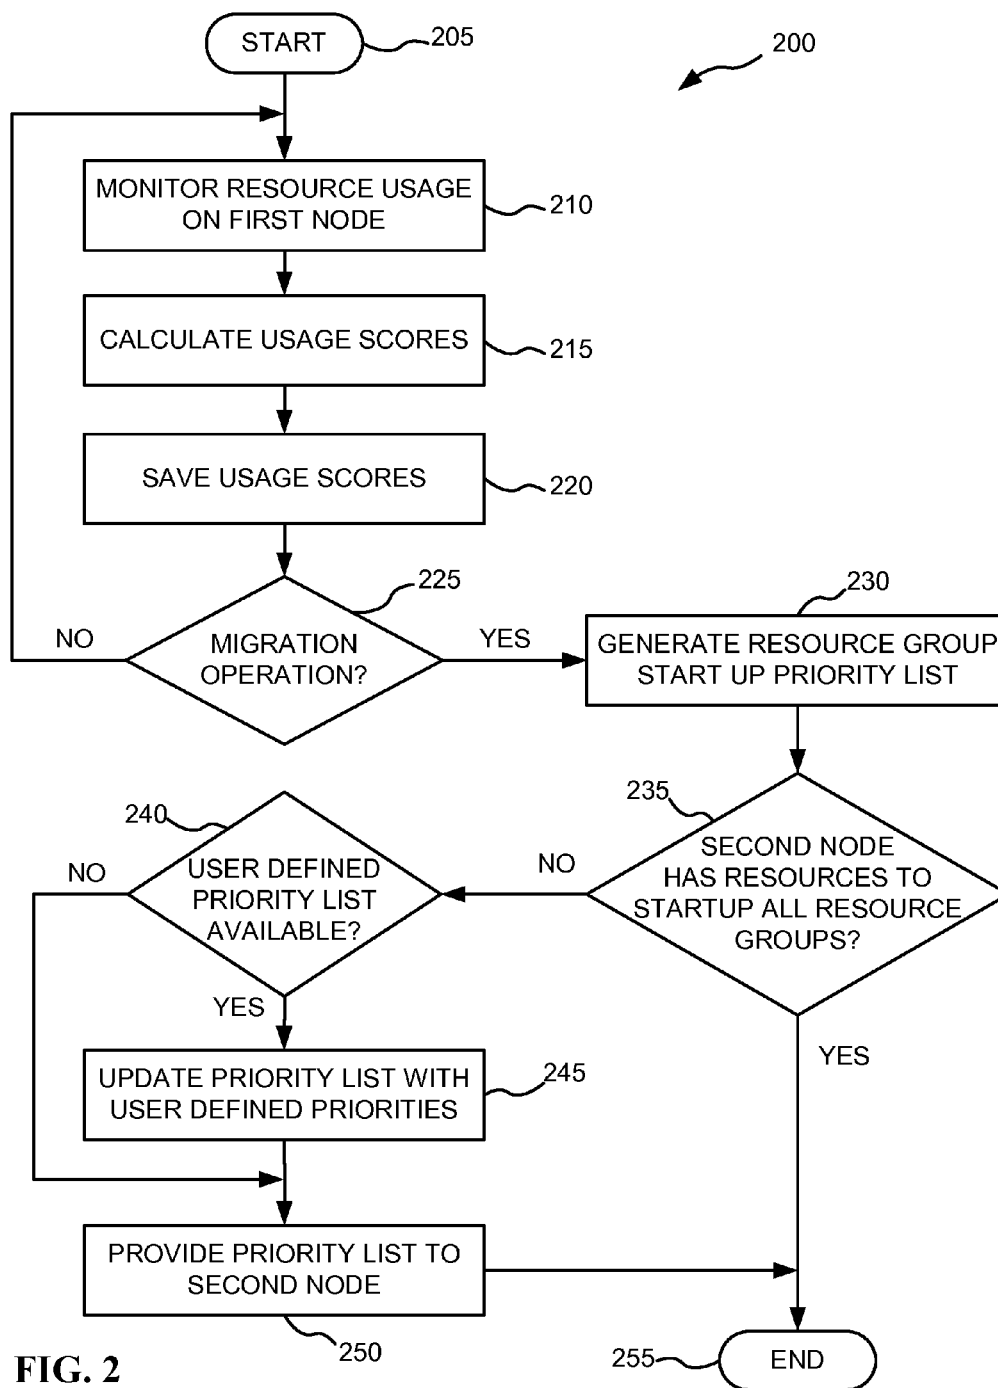 START
205
200
MONITOR RESOURCE USAGE
ON FIRST NODE
210
CALCULATE USAGE SCORES
215
SAVE USAGE SCORES
220
225
MIGRATION
OPERATION?
NO
YES
230
GENERATE RESOURCE GROUP
START UP PRIORITY LIST
235
SECOND NODE
HAS RESOURCES TO
STARTUP ALL RESOURCE
GROUPS?
NO
YES
240
USER DEFINED
PRIORITY LIST
AVAILABLE?
NO
YES
UPDATE PRIORITY LIST WITH
USER DEFINED PRIORITIES
245
PROVIDE PRIORITY LIST TO
SECOND NODE
250
255
END
FIG. 2